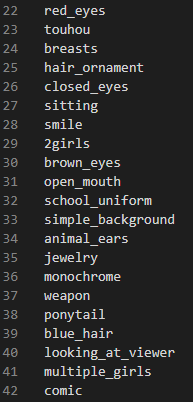 22 red_eyes
23 touhou
24 breasts
25 hair_ornament
26 closed_eyes
27 sitting
28 smile
29 2girls
30 brown_eyes
31 open_mouth
32 school_uniform
33 simple_background
34 animal_ears
35 jewelry
36 monochrome
37 weapon
38 ponytail
39 blue_hair
40 looking_at_viewer
41 multiple_girls
42 comic